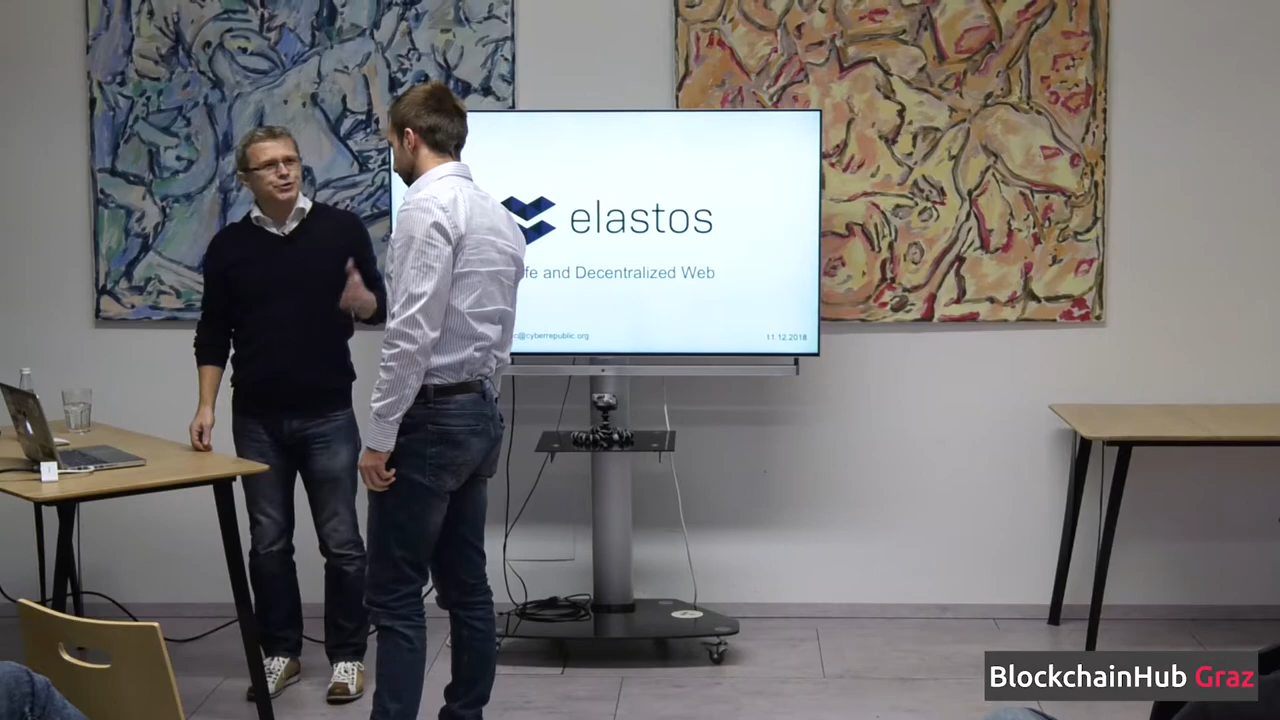 elastos
fe and Decentralized Web
c@cyberrepublic.org
11.12.2018
BlockchainHub Graz